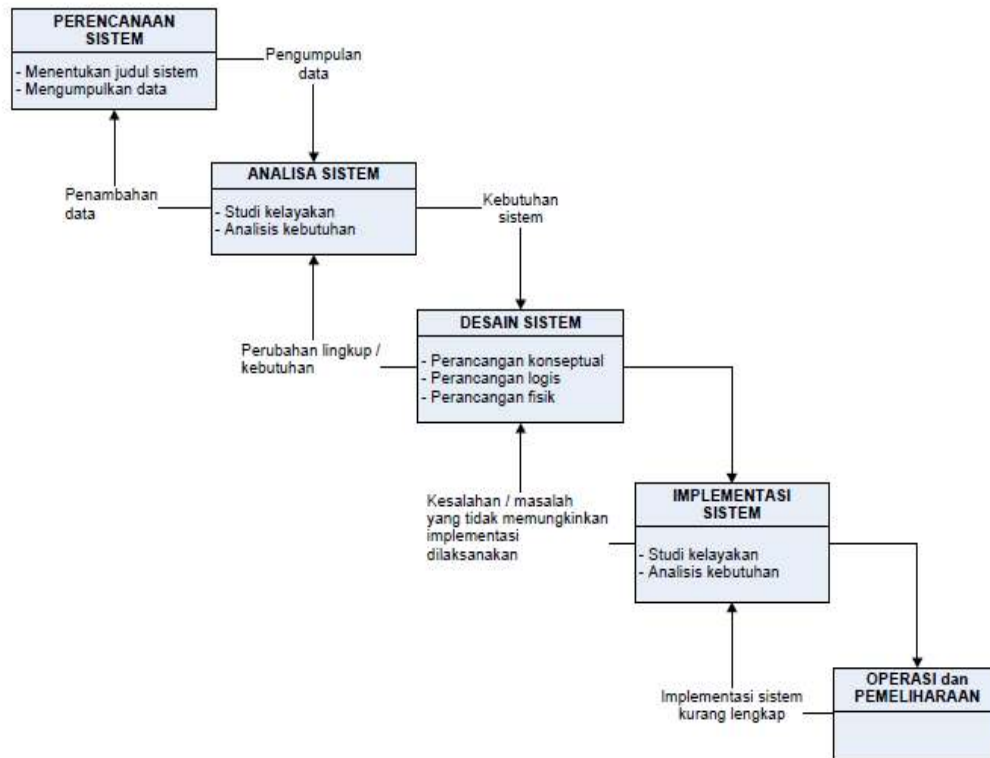 PERENCANAAN
SISTEM
- Menentukan judul sistem
- Mengumpulkan data
Pengumpulan
data
Penambahan
data
ANALISA SISTEM
- Studi kelayakan
- Analisis kebutuhan
Kebutuhan
sistem
Perubahan lingkup /
kebutuhan
DESAIN SISTEM
- Perancangan konseptual
- Perancangan logis
- Perancangan fisik
Kesalahan / masalah
yang tidak memungkinkan
implementasi
dilaksanakan
IMPLEMENTASI
SISTEM
- Studi kelayakan
- Analisis kebutuhan
Implementasi sistem
kurang lengkap
OPERASI dan
PEMELIHARAAN